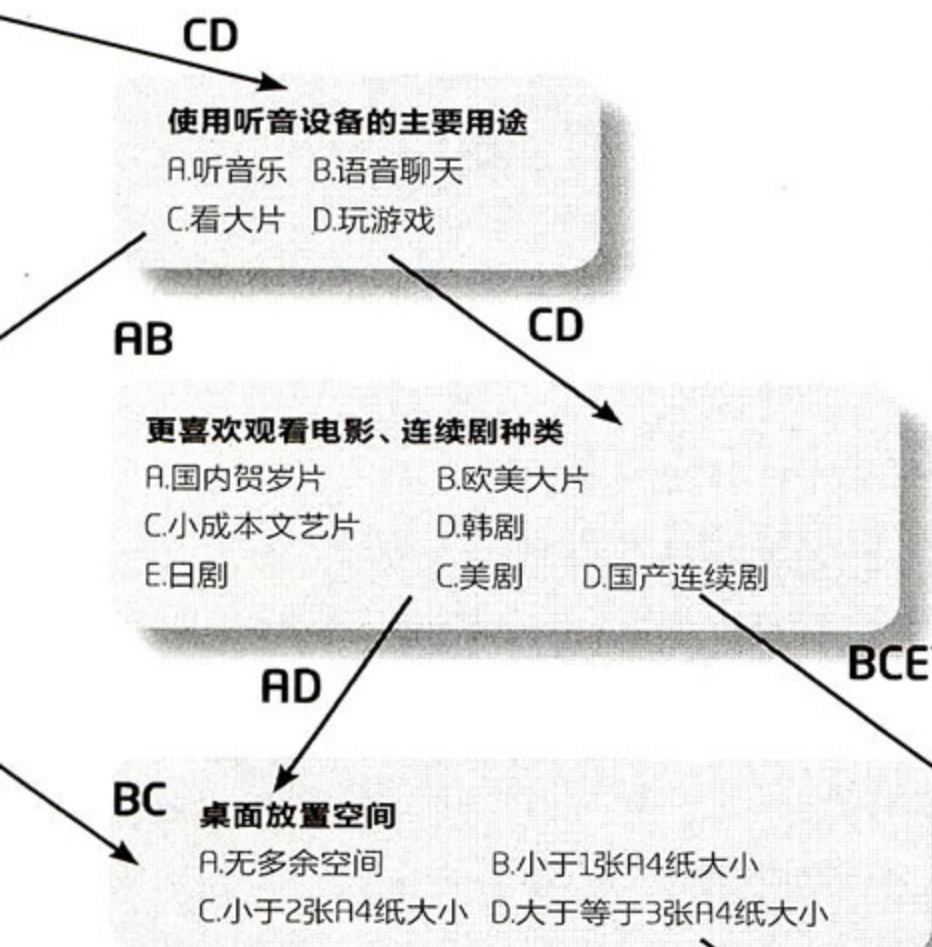 CD
使用听音设备的主要用途
A.听音乐 B.语音聊天
C.看大片 D.玩游戏
CD
AB
更喜欢观看电影、连续剧种类
A.国内贺岁片 B.欧美大片
C.小成本文艺片 D.韩剧
E.日剧 C.美剧 D.国产连续剧
BCE
AD
BC
桌面放置空间
A.无多余空间 B.小于1张A4纸大小
C.小于2张A4纸大小 D.大于等于3张A4纸大小